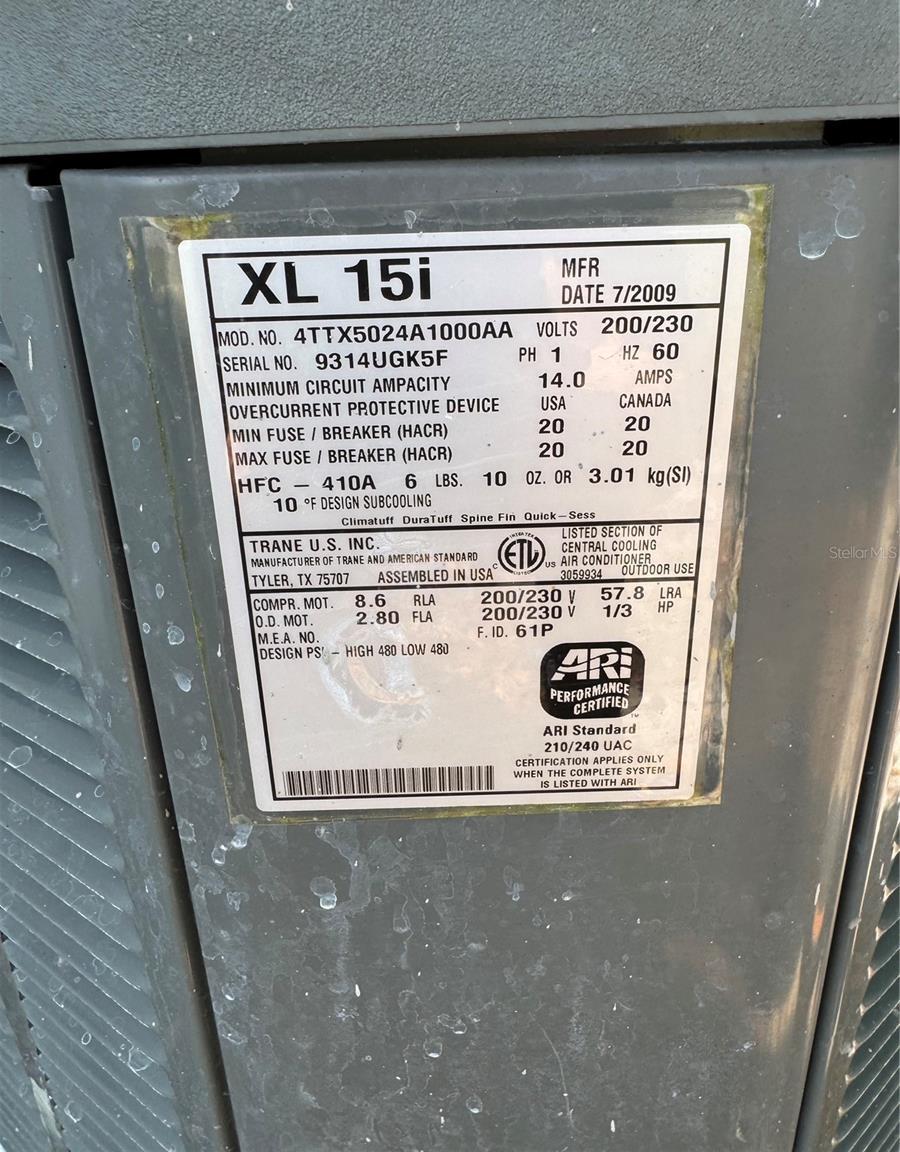 XL 15i
MFR
DATE 7/2009
MOD. NO. 4TTX5024A1000AA VOLTS 200/230
SERIAL NO. 9314UGK5F PH 1 HZ 60
MINIMUM CIRCUIT AMPACITY 14.0 AMPS
OVERCURRENT PROTECTIVE DEVICE USA CANADA
MIN FUSE / BREAKER (HACR) 20 20
MAX FUSE / BREAKER (HACR) 20 20
HFC - 410A 6 LBS. 10 OZ. OR 3.01 kg(SI)
10 °F DESIGN SUBCOOLING
Climatuff DuraTuff Spine Fin Quick-Sess
TRANE U.S. INC.
MANUFACTURER OF TRANE AND AMERICAN STANDARD
TYLER, TX 75707 ASSEMBLED IN USA
C ETL US
LISTED SECTION OF
CENTRAL COOLING
AIR CONDITIONER
3059934 OUTDOOR USE
COMPR. MOT. 8.6 RLA 200/230 V 57.8 LRA
O.D. MOT. 2.80 FLA 200/230 V 1/3 HP
M.E.A. NO. F. ID. 61P
DESIGN PSI - HIGH 480 LOW 480
ARI
PERFORMANCE
CERTIFIED
TM
ARI Standard
210/240 UAC
CERTIFICATION APPLIES ONLY
WHEN THE COMPLETE SYSTEM
IS LISTED WITH ARI
Stellar MLS